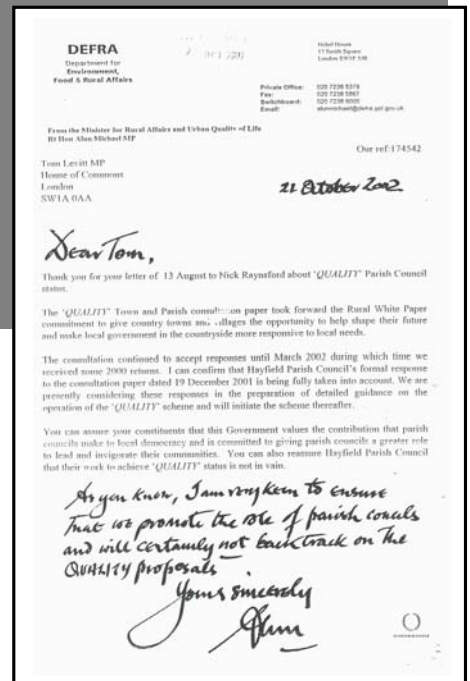 DEFRA
Department for
Environment,
Food & Rural Affairs
Nobel House
17 Smith Square
London SW1P 3JR
Private Office: 020 7238 5379
Fax: 020 7238 5867
Switchboard: 020 7238 6000
Email:
From the Minister for Rural Affairs and Urban Quality of Life
Rt Hon Alun Michael MP
Our ref:174542
Tom Levitt MP
House of Commons
London
SW1A 0AA
21 October 2002
Dear Tom,
Thank you for your letter of 13 August to Nick Raynsford about 'QUALITY' Parish Council
status.
The 'QUALITY' Town and Parish consultation paper took forward the Rural White Paper
commitment to give country towns and villages the opportunity to help shape their future
and make local government in the countryside more responsive to local needs.
The consultation continued to accept responses until March 2002 during which time we
received some 2000 returns. I can confirm that Hayfield Parish Council's formal response
to the consultation paper dated 19 December 2001 is being fully taken into account. We are
presently considering these responses in the preparation of detailed guidance on the
operation of the 'QUALITY' scheme and will initiate the scheme thereafter.
You can assure your constituents that this Government values the contribution that parish
councils make to local democracy and is committed to giving parish councils a greater role
to lead and invigorate their communities. You can also reassure Hayfield Parish Council
that their work to achieve 'QUALITY' status is not in vain.
As you know, I am very keen to ensure
that we promote the role of parish concils
and will certainly not backtrack on the
QUALITY proposals
Yours sincerely
Alun